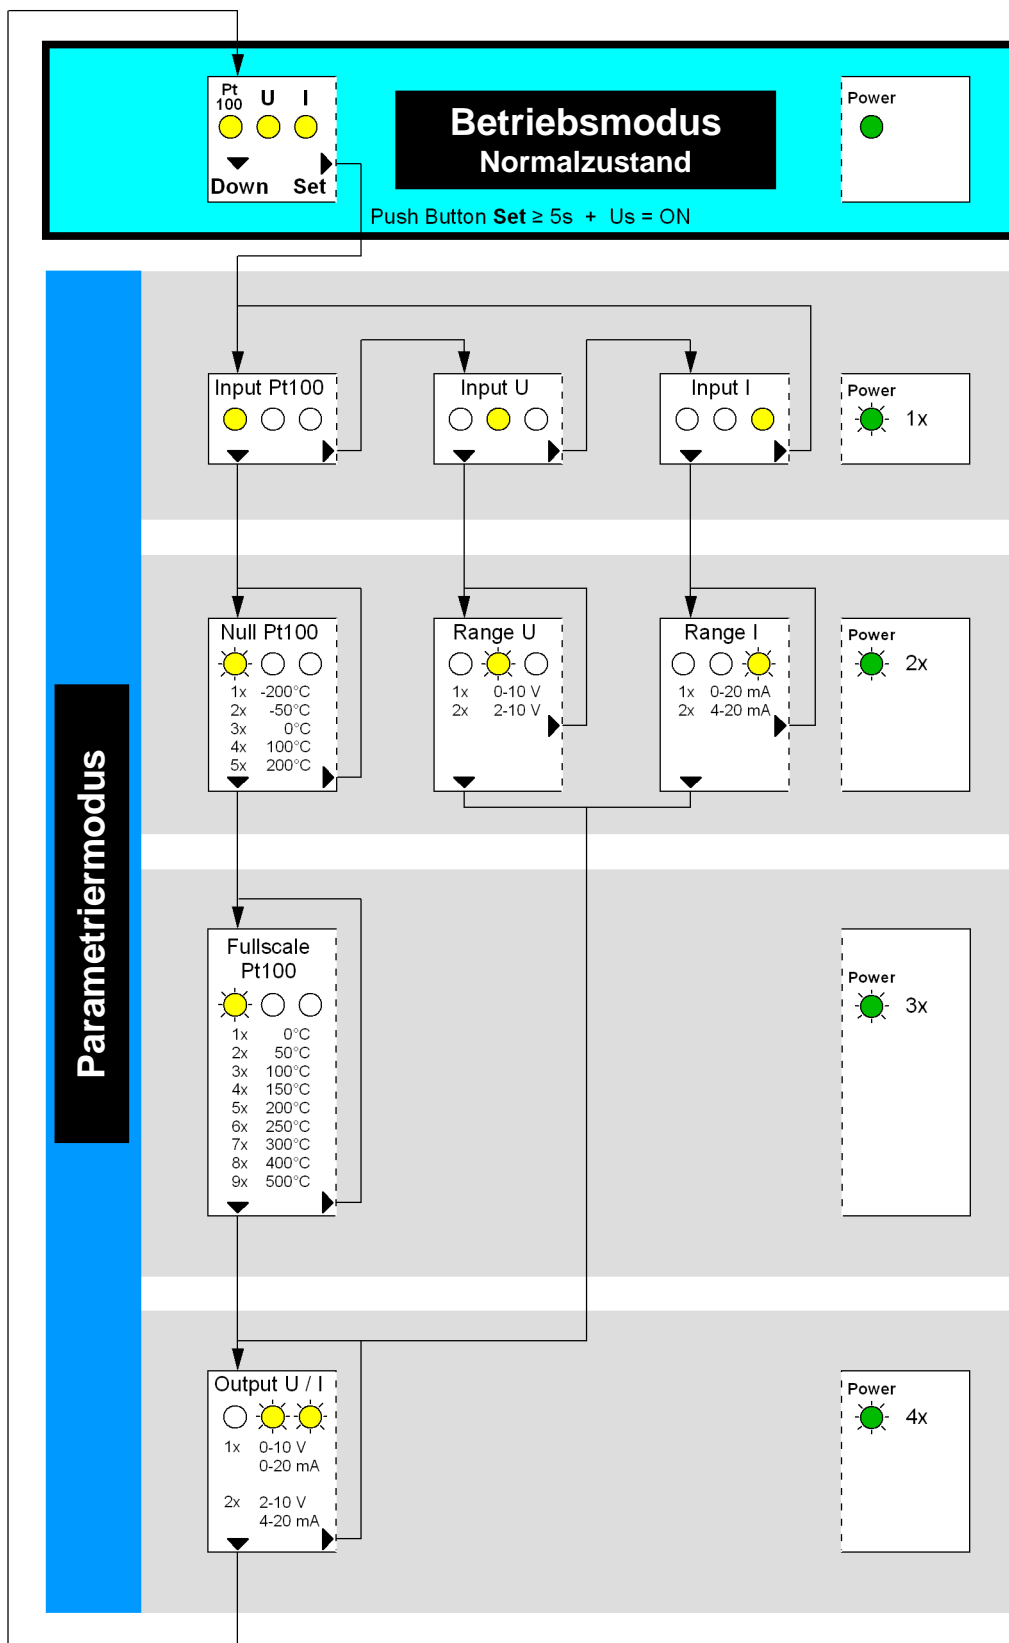 Pt
100 U I
Down Set
Betriebsmodus
Normalzustand
Power
Push Button Set ≥ 5s + Us = ON
Parametriermodus
Input Pt100
Input U
Input I
Power
1x
Null Pt100
1x -200°C
2x -50°C
3x 0°C
4x 100°C
5x 200°C
Range U
1x 0-10 V
2x 2-10 V
Range I
1x 0-20 mA
2x 4-20 mA
Power
2x
Fullscale
Pt100
1x 0°C
2x 50°C
3x 100°C
4x 150°C
5x 200°C
6x 250°C
7x 300°C
8x 400°C
9x 500°C
Power
3x
Output U / I
1x 0-10 V
0-20 mA
2x 2-10 V
4-20 mA
Power
4x